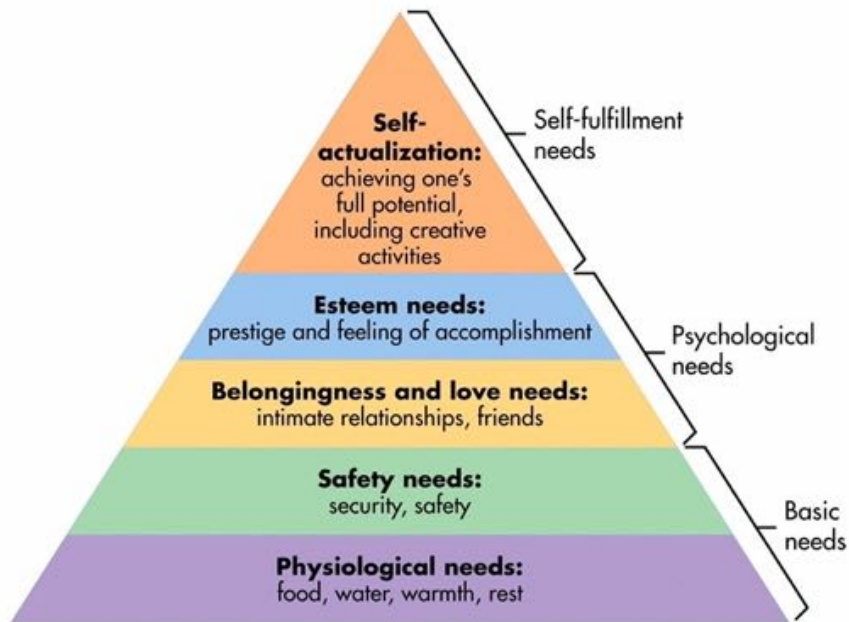 Self-
actualization:
achieving one's
full potential,
including creative
activities
Self-fulfillment
needs
Esteem needs:
prestige and feeling of accomplishment
Psychological
needs
Belongingness and love needs:
intimate relationships, friends
Safety needs:
security, safety
Basic
needs
Physiological needs:
food, water, warmth, rest